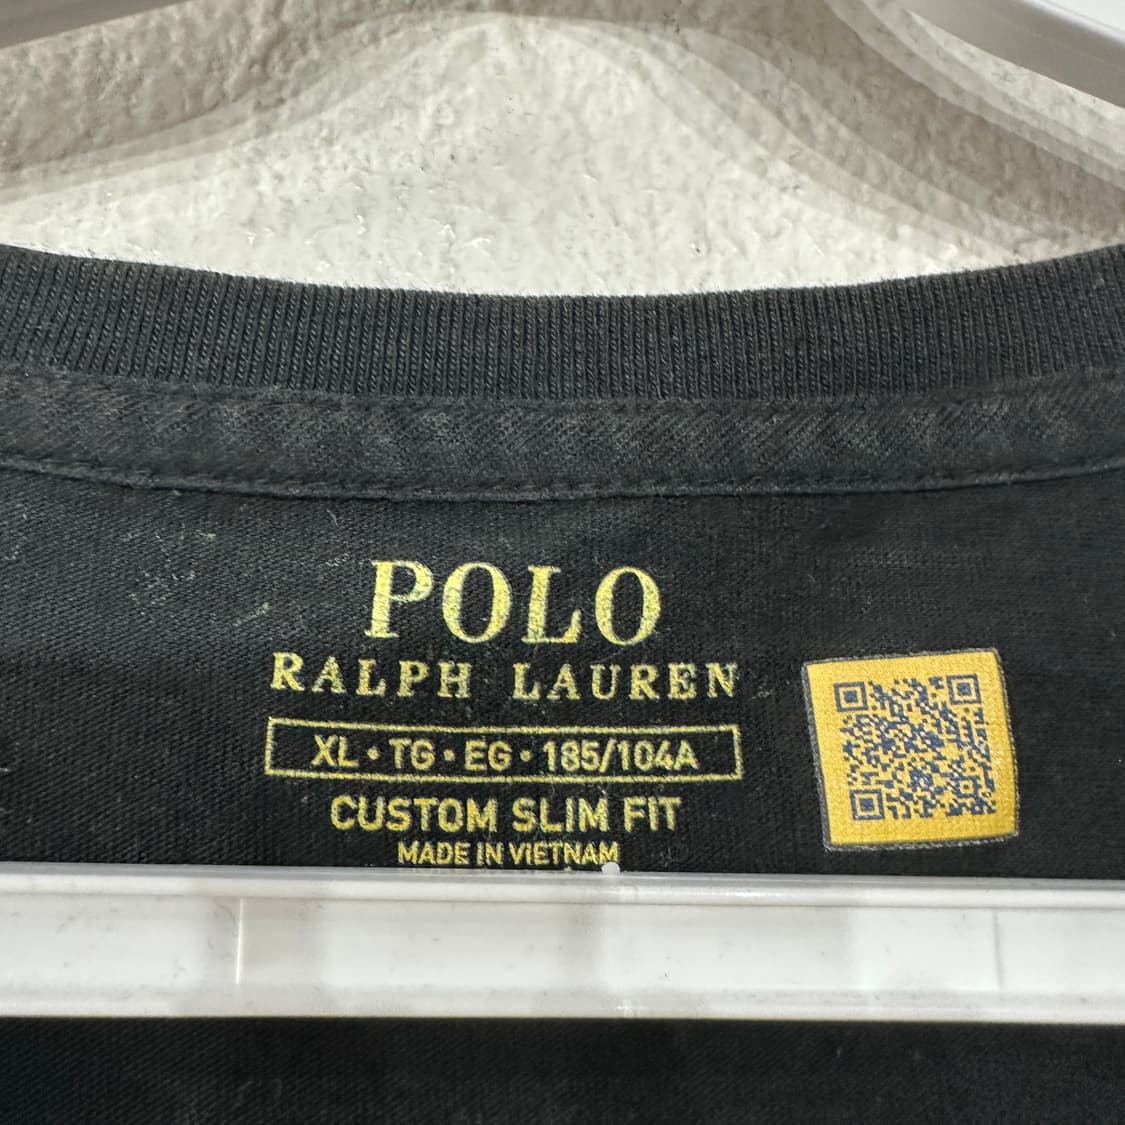 POLO
RALPH LAUREN
XL • TG • EG • 185/104A
CUSTOM SLIM FIT
MADE IN VIETNAM